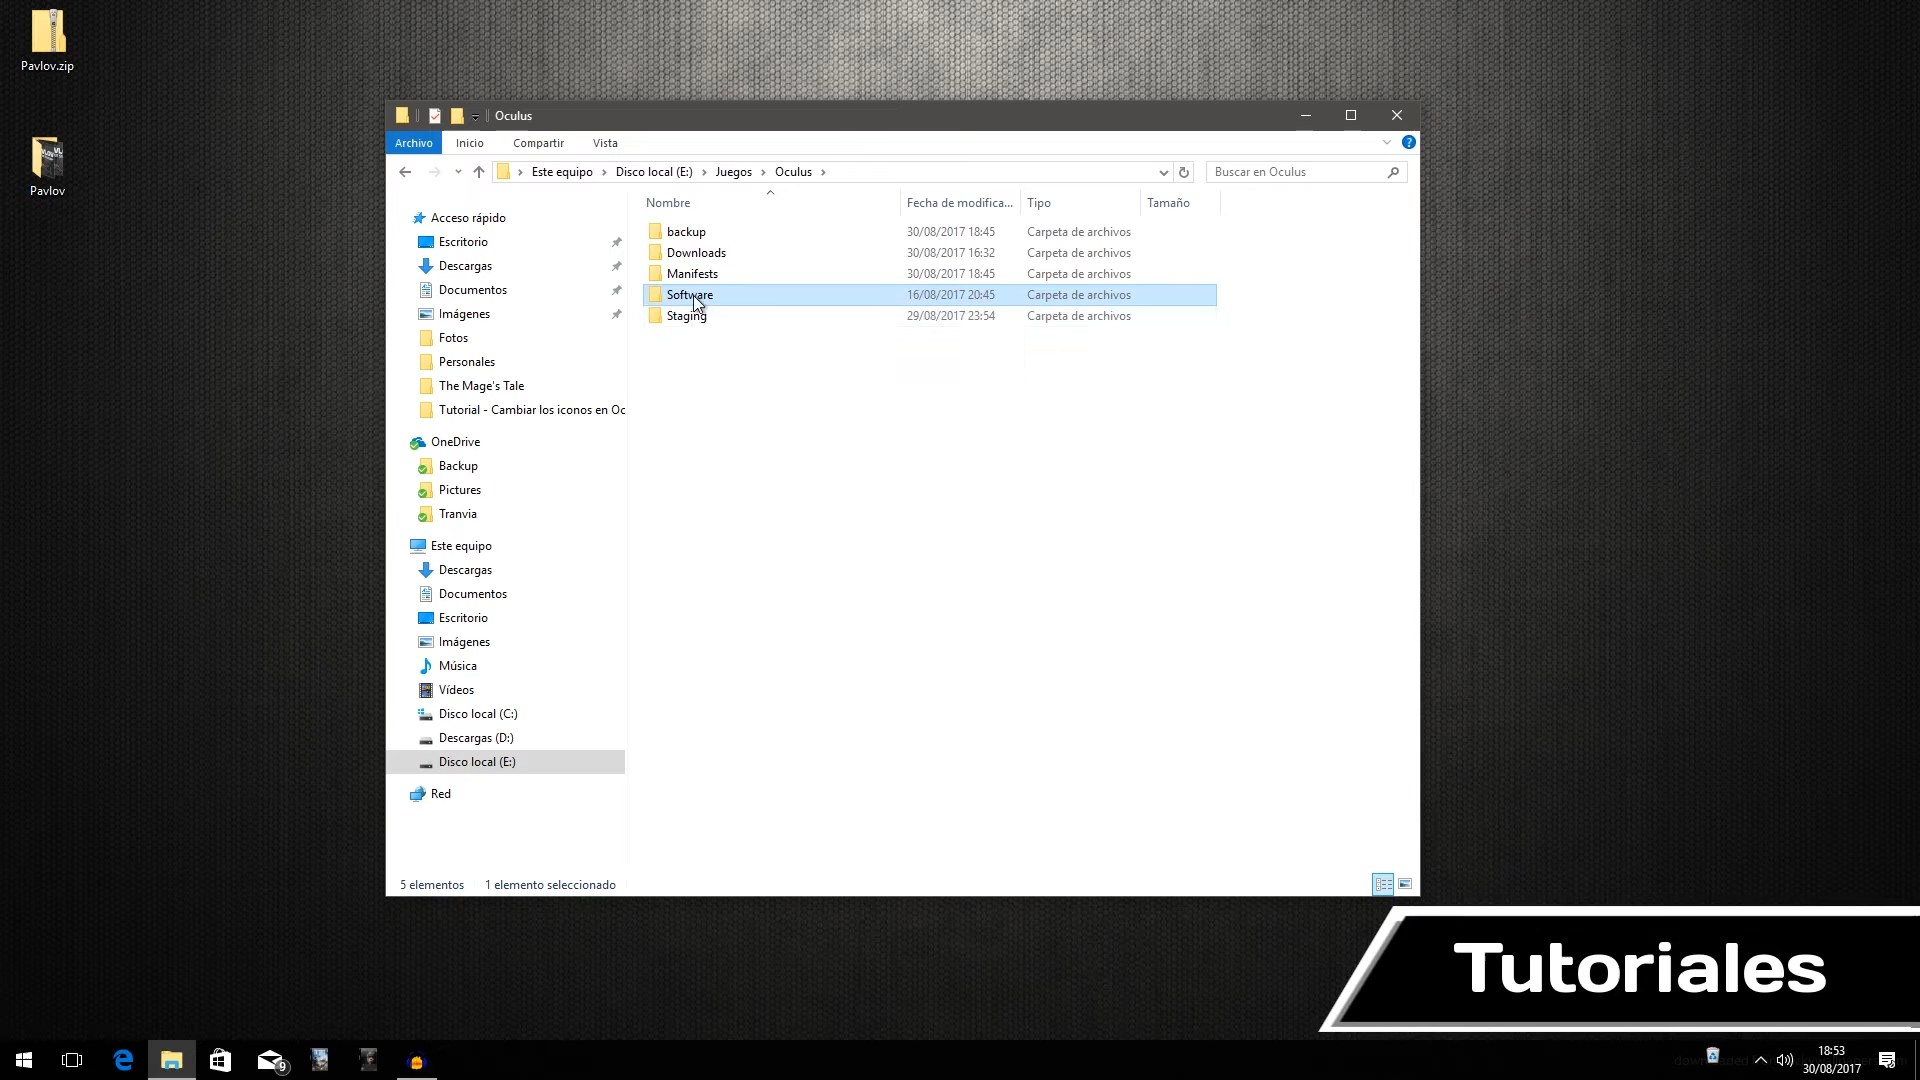 Pavlov.zip
Pavlov
Oculus
Archivo Inicio Compartir Vista
Este equipo Disco local (E:) Juegos Oculus
Buscar en Oculus
Nombre Fecha de modifica... Tipo Tamaño
backup 30/08/2017 18:45 Carpeta de archivos
Downloads 30/08/2017 16:32 Carpeta de archivos
Manifests 30/08/2017 18:45 Carpeta de archivos
Software 16/08/2017 20:45 Carpeta de archivos
Staging 29/08/2017 23:54 Carpeta de archivos
Acceso rápido
Escritorio
Descargas
Documentos
Imágenes
Fotos
Personales
The Mage's Tale
Tutorial - Cambiar los iconos en Oc
OneDrive
Backup
Pictures
Tranvia
Este equipo
Descargas
Documentos
Escritorio
Imágenes
Música
Vídeos
Disco local (C:)
Descargas (D:)
Disco local (E:)
Red
5 elementos 1 elemento seleccionado
Tutoriales
9
18:53
30/08/2017